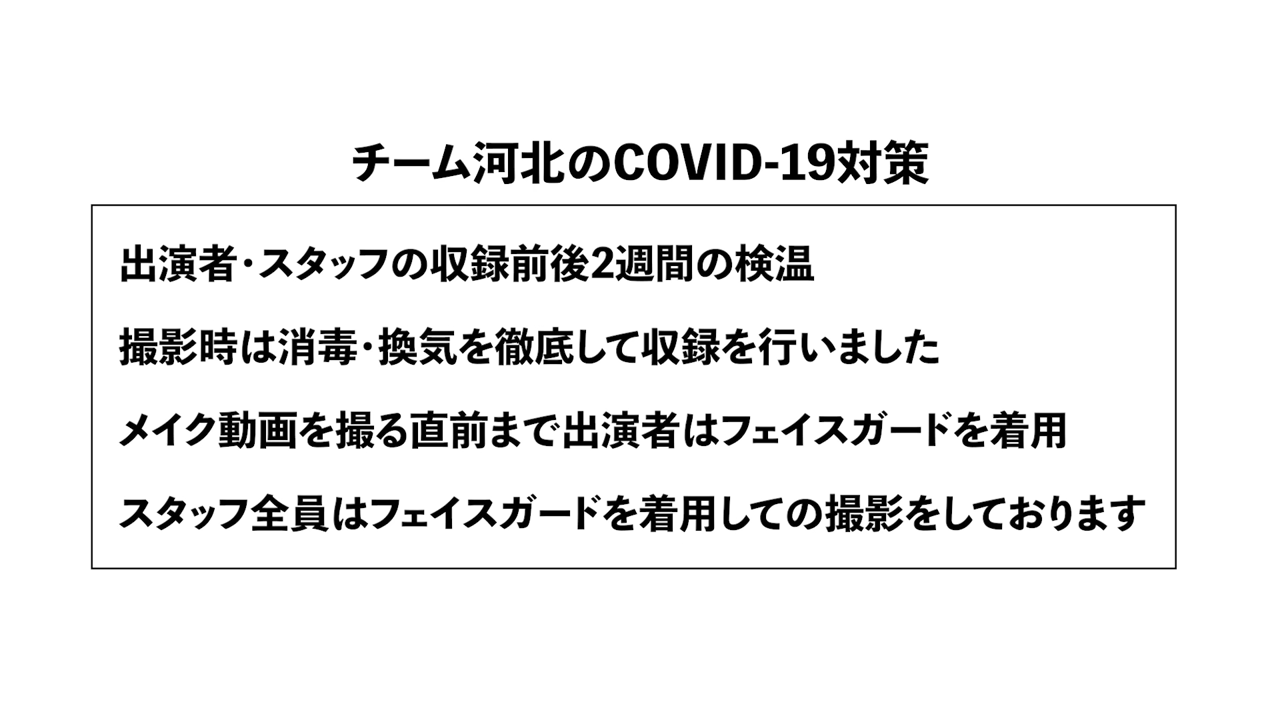 チーム河北のCOVID-19対策
出演者・スタッフの収録前後2週間の検温
撮影時は消毒・換気を徹底して収録を行いました
メイク動画を撮る直前まで出演者はフェイスガードを着用
スタッフ全員はフェイスガードを着用しての撮影をしております